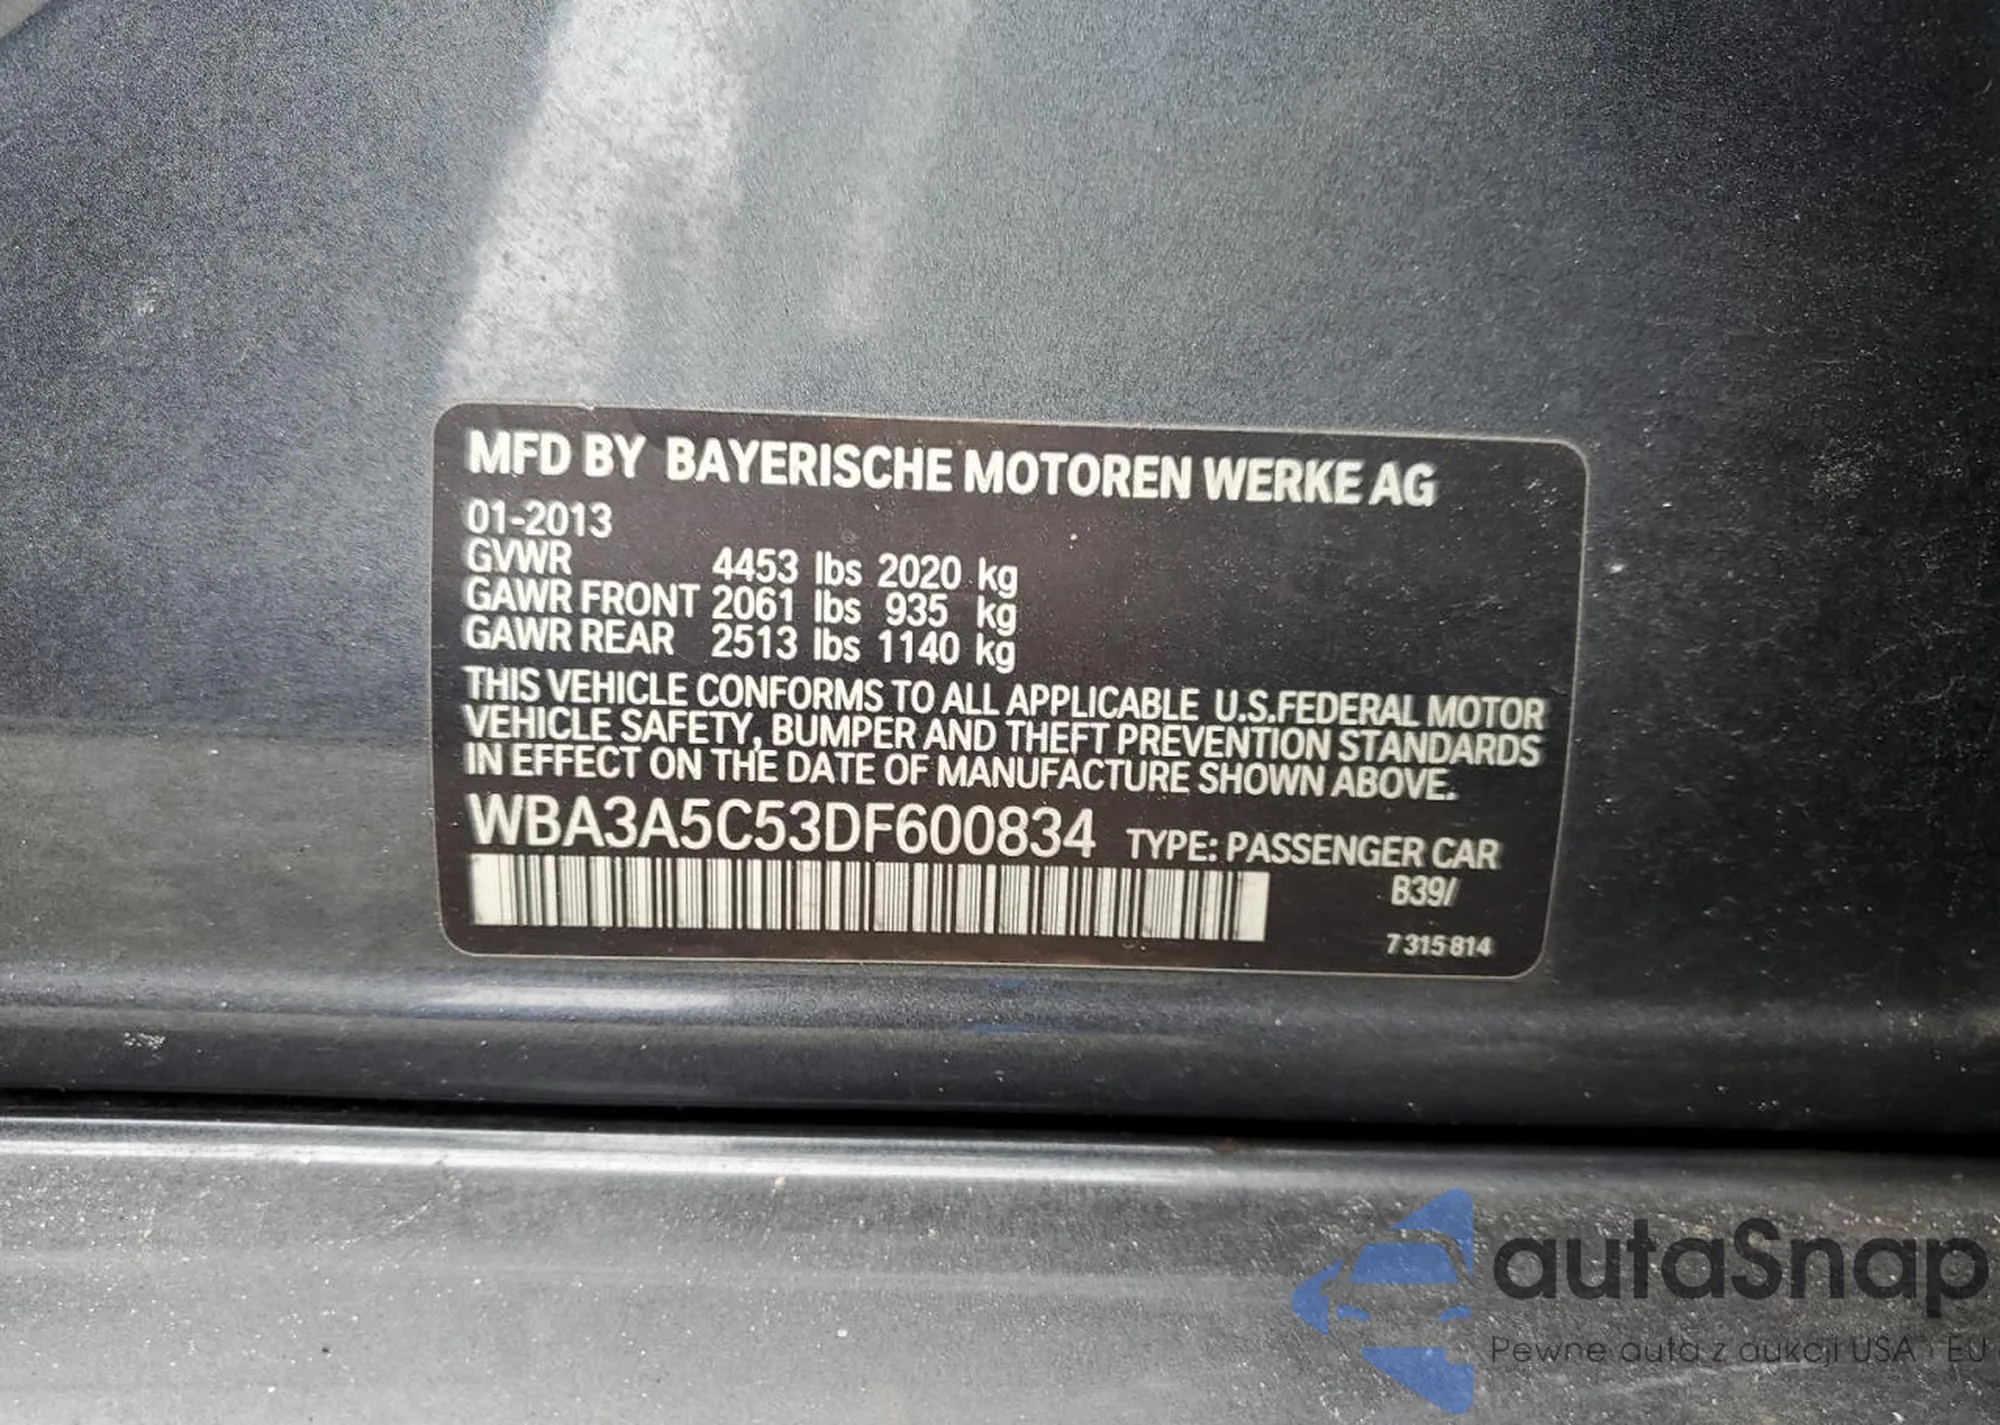 MFD BY BAYERISCHE MOTOREN WERKE AG
01-2013
GVWR 4453 lbs 2020 kg
GAWR FRONT 2061 lbs 935 kg
GAWR REAR 2513 lbs 1140 kg
THIS VEHICLE CONFORMS TO ALL APPLICABLE U.S.FEDERAL MOTOR
VEHICLE SAFETY, BUMPER AND THEFT PREVENTION STANDARDS
IN EFFECT ON THE DATE OF MANUFACTURE SHOWN ABOVE.
WBA3A5C53DF600834 TYPE: PASSENGER CAR
B39/
7 315 814
autaSnap
Pewne auta z aukcji USA i EU